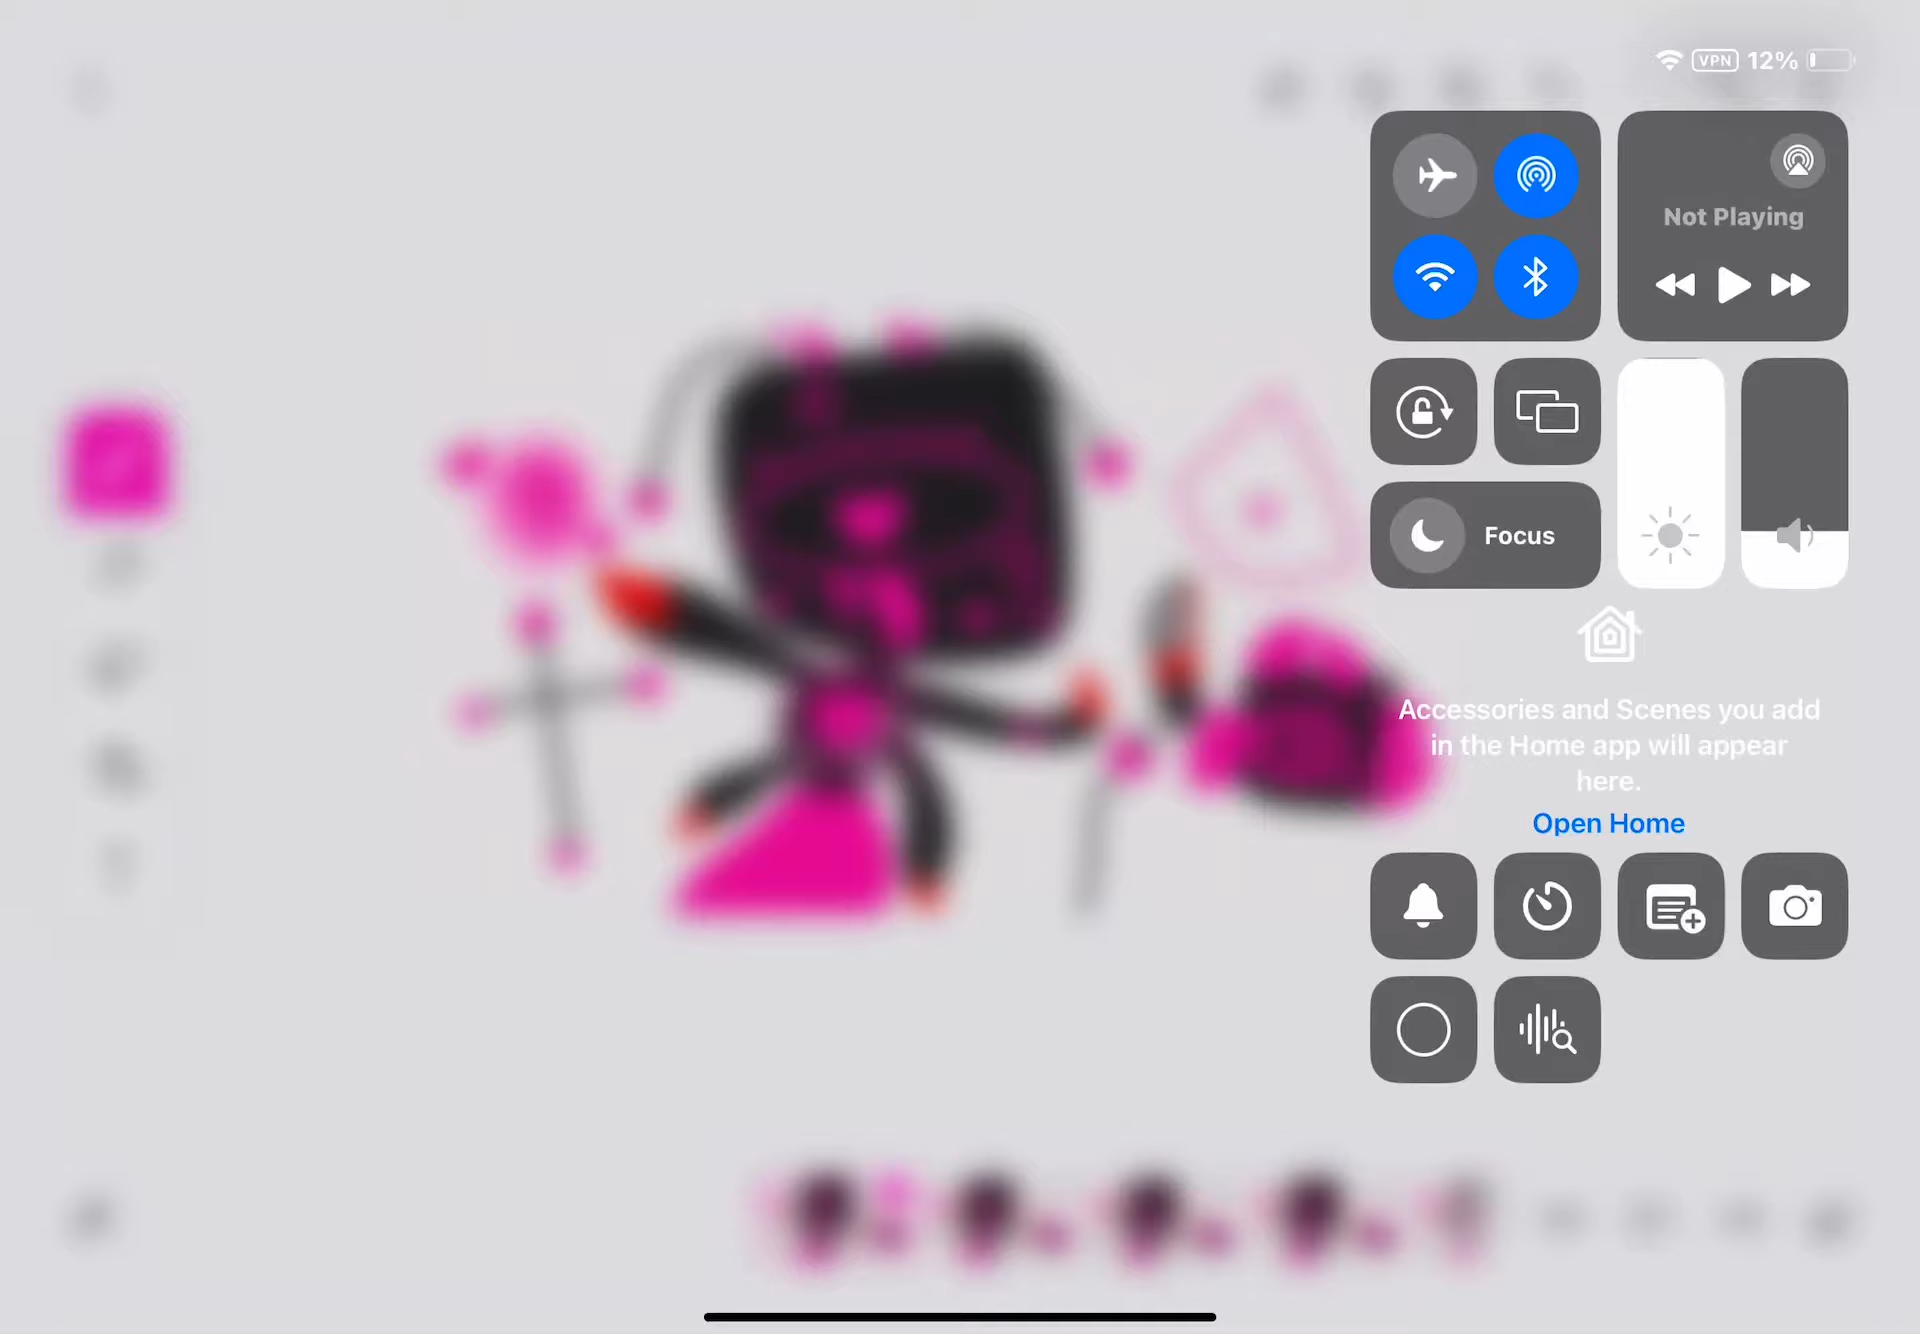 VPN 12%
Not Playing
Focus
Accessories and Scenes you add
in the Home app will appear
here.
Open Home